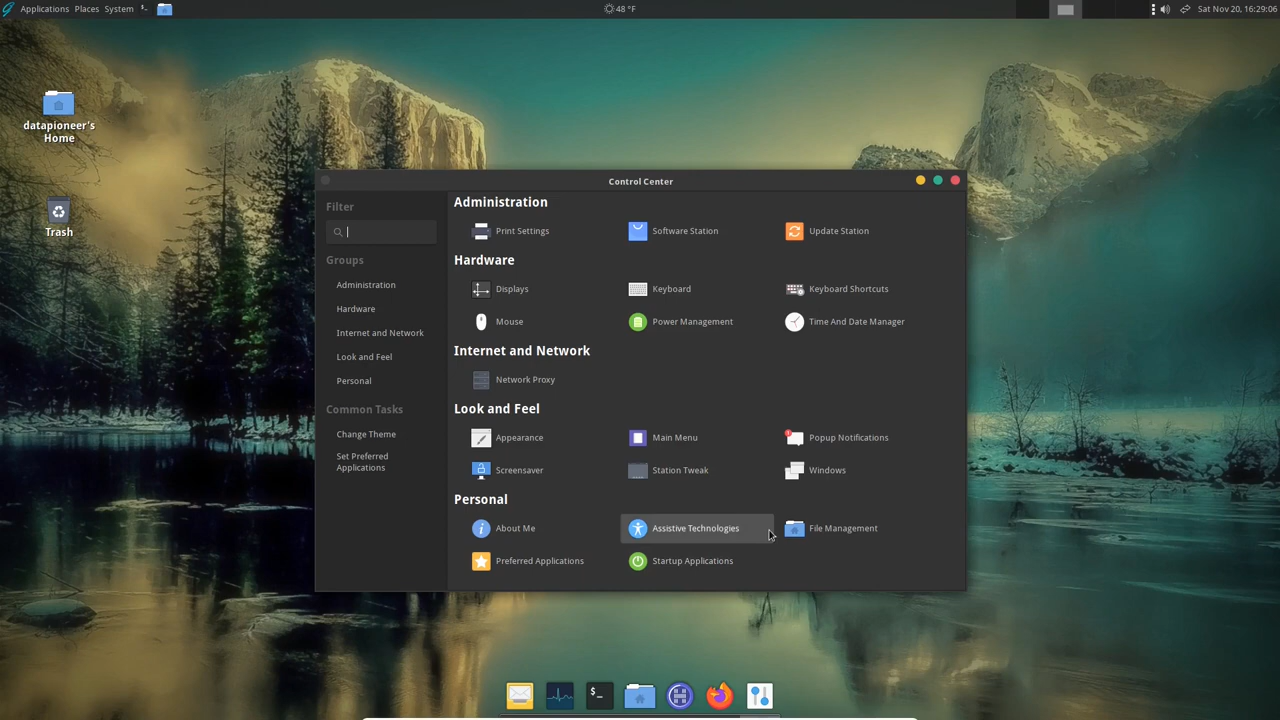 Applications Places System
48 °F
Sat Nov 20, 16:29:06
datapioneer's
Home
Trash
Control Center
Filter
Groups
Administration
Hardware
Internet and Network
Look and Feel
Personal
Common Tasks
Change Theme
Set Preferred
Applications
Administration
Print Settings Software Station Update Station
Hardware
Displays Keyboard Keyboard Shortcuts
Mouse Power Management Time And Date Manager
Internet and Network
Network Proxy
Look and Feel
Appearance Main Menu Popup Notifications
Screensaver Station Tweak Windows
Personal
About Me Assistive Technologies File Management
Preferred Applications Startup Applications